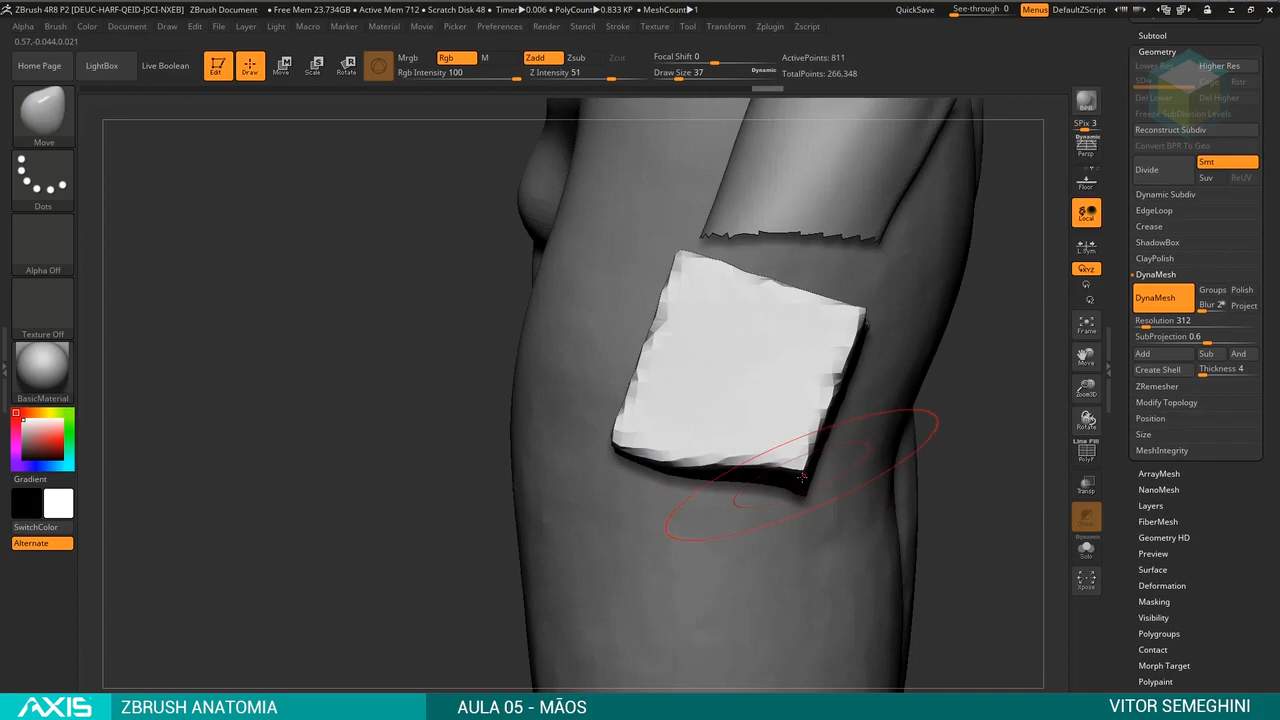 ZBrush 4R8 P2 [DEUC-HARF-QEID-JSCI-NXEB] ZBrush Document • Free Mem 23.734GB • Active Mem 712 • Scratch Disk 48 • Timer▶0.006 • PolyCount▶0.833 KP • MeshCount▶1 QuickSave See-through 0 Menus DefaultZScript
Alpha Brush Color Document Draw Edit File Layer Light Macro Marker Material Movie Picker Preferences Render Stencil Stroke Texture Tool Transform Zplugin Zscript
0.57,-0.044,0.021
Home Page LightBox Live Boolean Edit Draw Move Scale Rotate
Mrgb Rgb M Zadd Zsub Zcut Focal Shift 0 ActivePoints: 811
Rgb Intensity 100 Z Intensity 51 Draw Size 37 Dynamic TotalPoints: 266,348
Move
Dots
Alpha Off
Texture Off
BasicMaterial
Gradient
SwitchColor
Alternate
BPR
SPix 3
Dynamic
Persp
Floor
Local
L.Sym
XYZ
Frame
Move
Zoom3D
Rotate
Line Fill
PolyF
Transp
Dynamic
Solo
Xpose
Subtool
Geometry
Lower Res Higher Res
SDiv Cage Rstr
Del Lower Del Higher
Freeze SubDivision Levels
Reconstruct Subdiv
Convert BPR To Geo
Divide Smt
Suv ReUV
Dynamic Subdiv
EdgeLoop
Crease
ShadowBox
ClayPolish
DynaMesh
DynaMesh Groups Polish
Blur 2 Project
Resolution 312
SubProjection 0.6
Add Sub And
Create Shell Thickness 4
ZRemesher
Modify Topology
Position
Size
MeshIntegrity
ArrayMesh
NanoMesh
Layers
FiberMesh
Geometry HD
Preview
Surface
Deformation
Masking
Visibility
Polygroups
Contact
Morph Target
Polypaint
AXIS ZBRUSH ANATOMIA AULA 05 - MÃOS VITOR SEMEGHINI